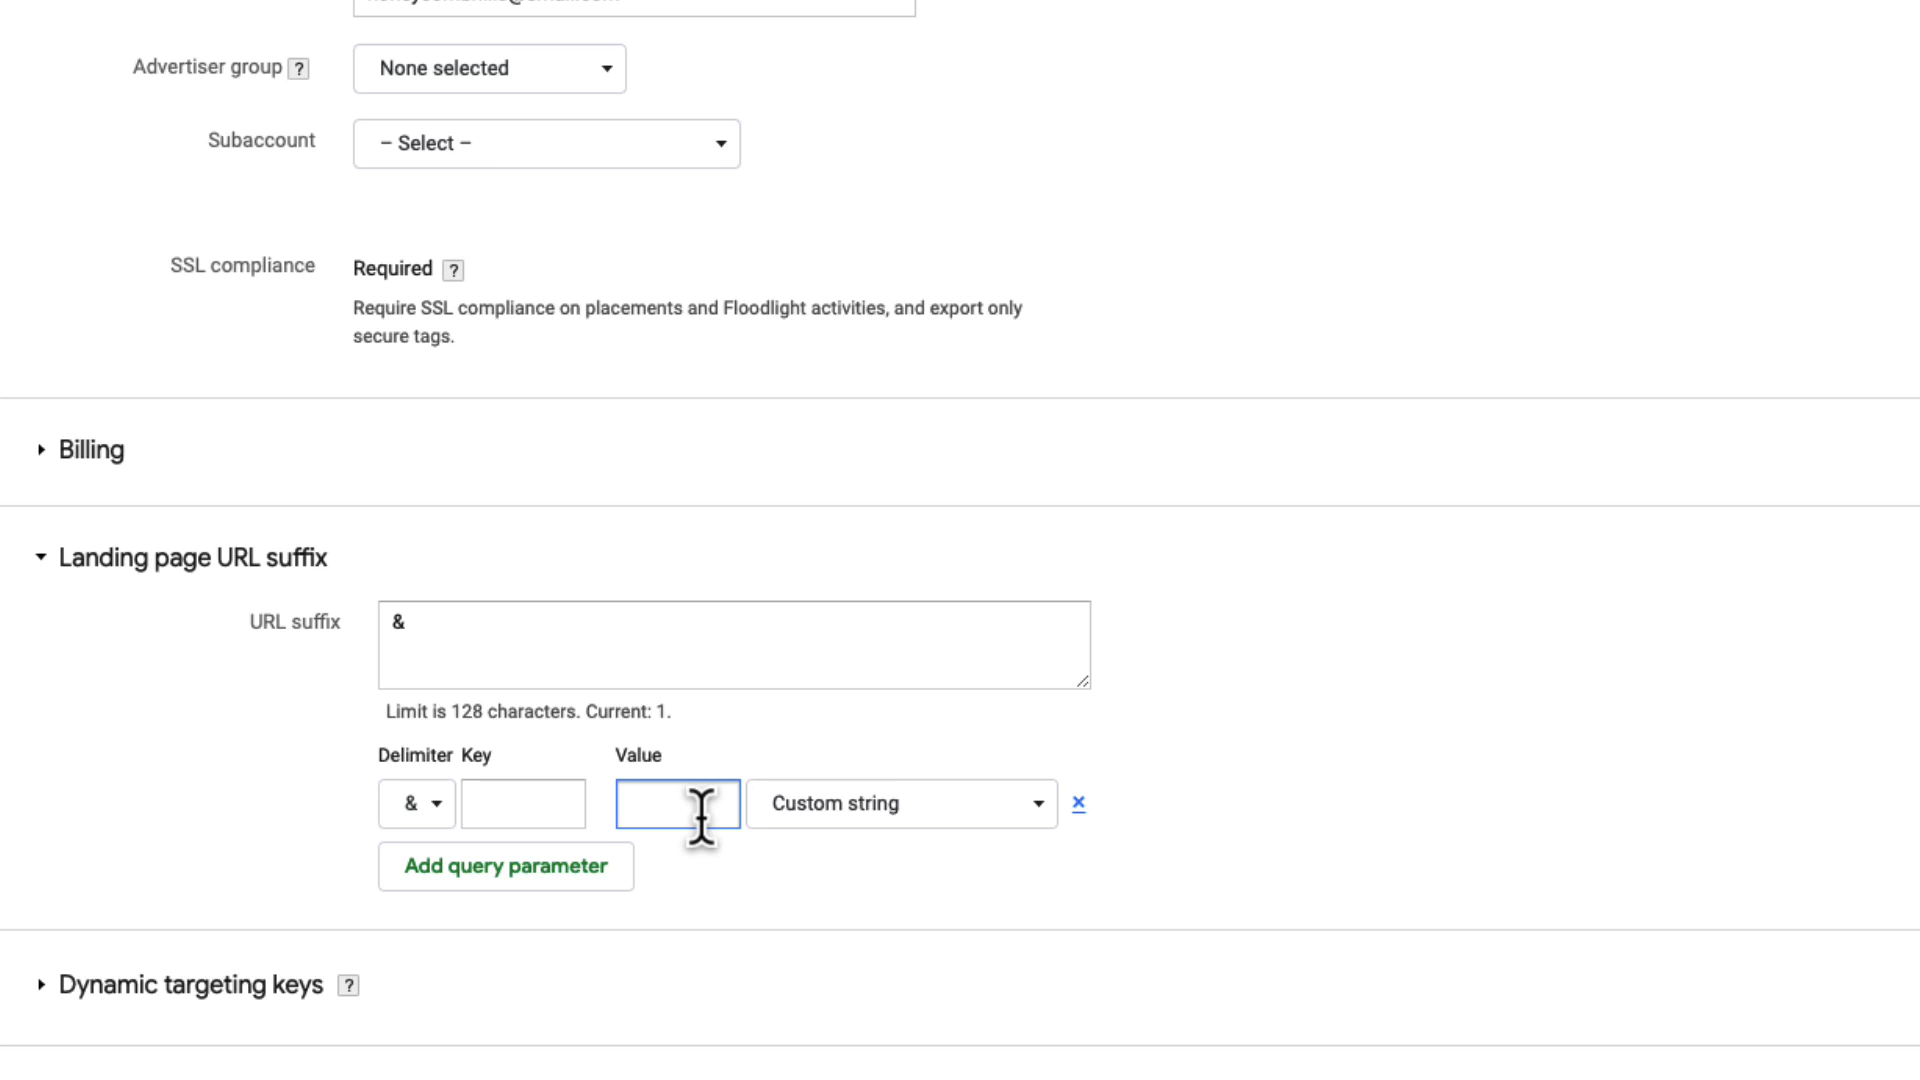 Advertiser group ? None selected
Subaccount – Select –
SSL compliance Required ?
Require SSL compliance on placements and Floodlight activities, and export only
secure tags.
Billing
Landing page URL suffix
URL suffix &
Limit is 128 characters. Current: 1.
Delimiter Key Value
& Custom string ×
Add query parameter
Dynamic targeting keys ?